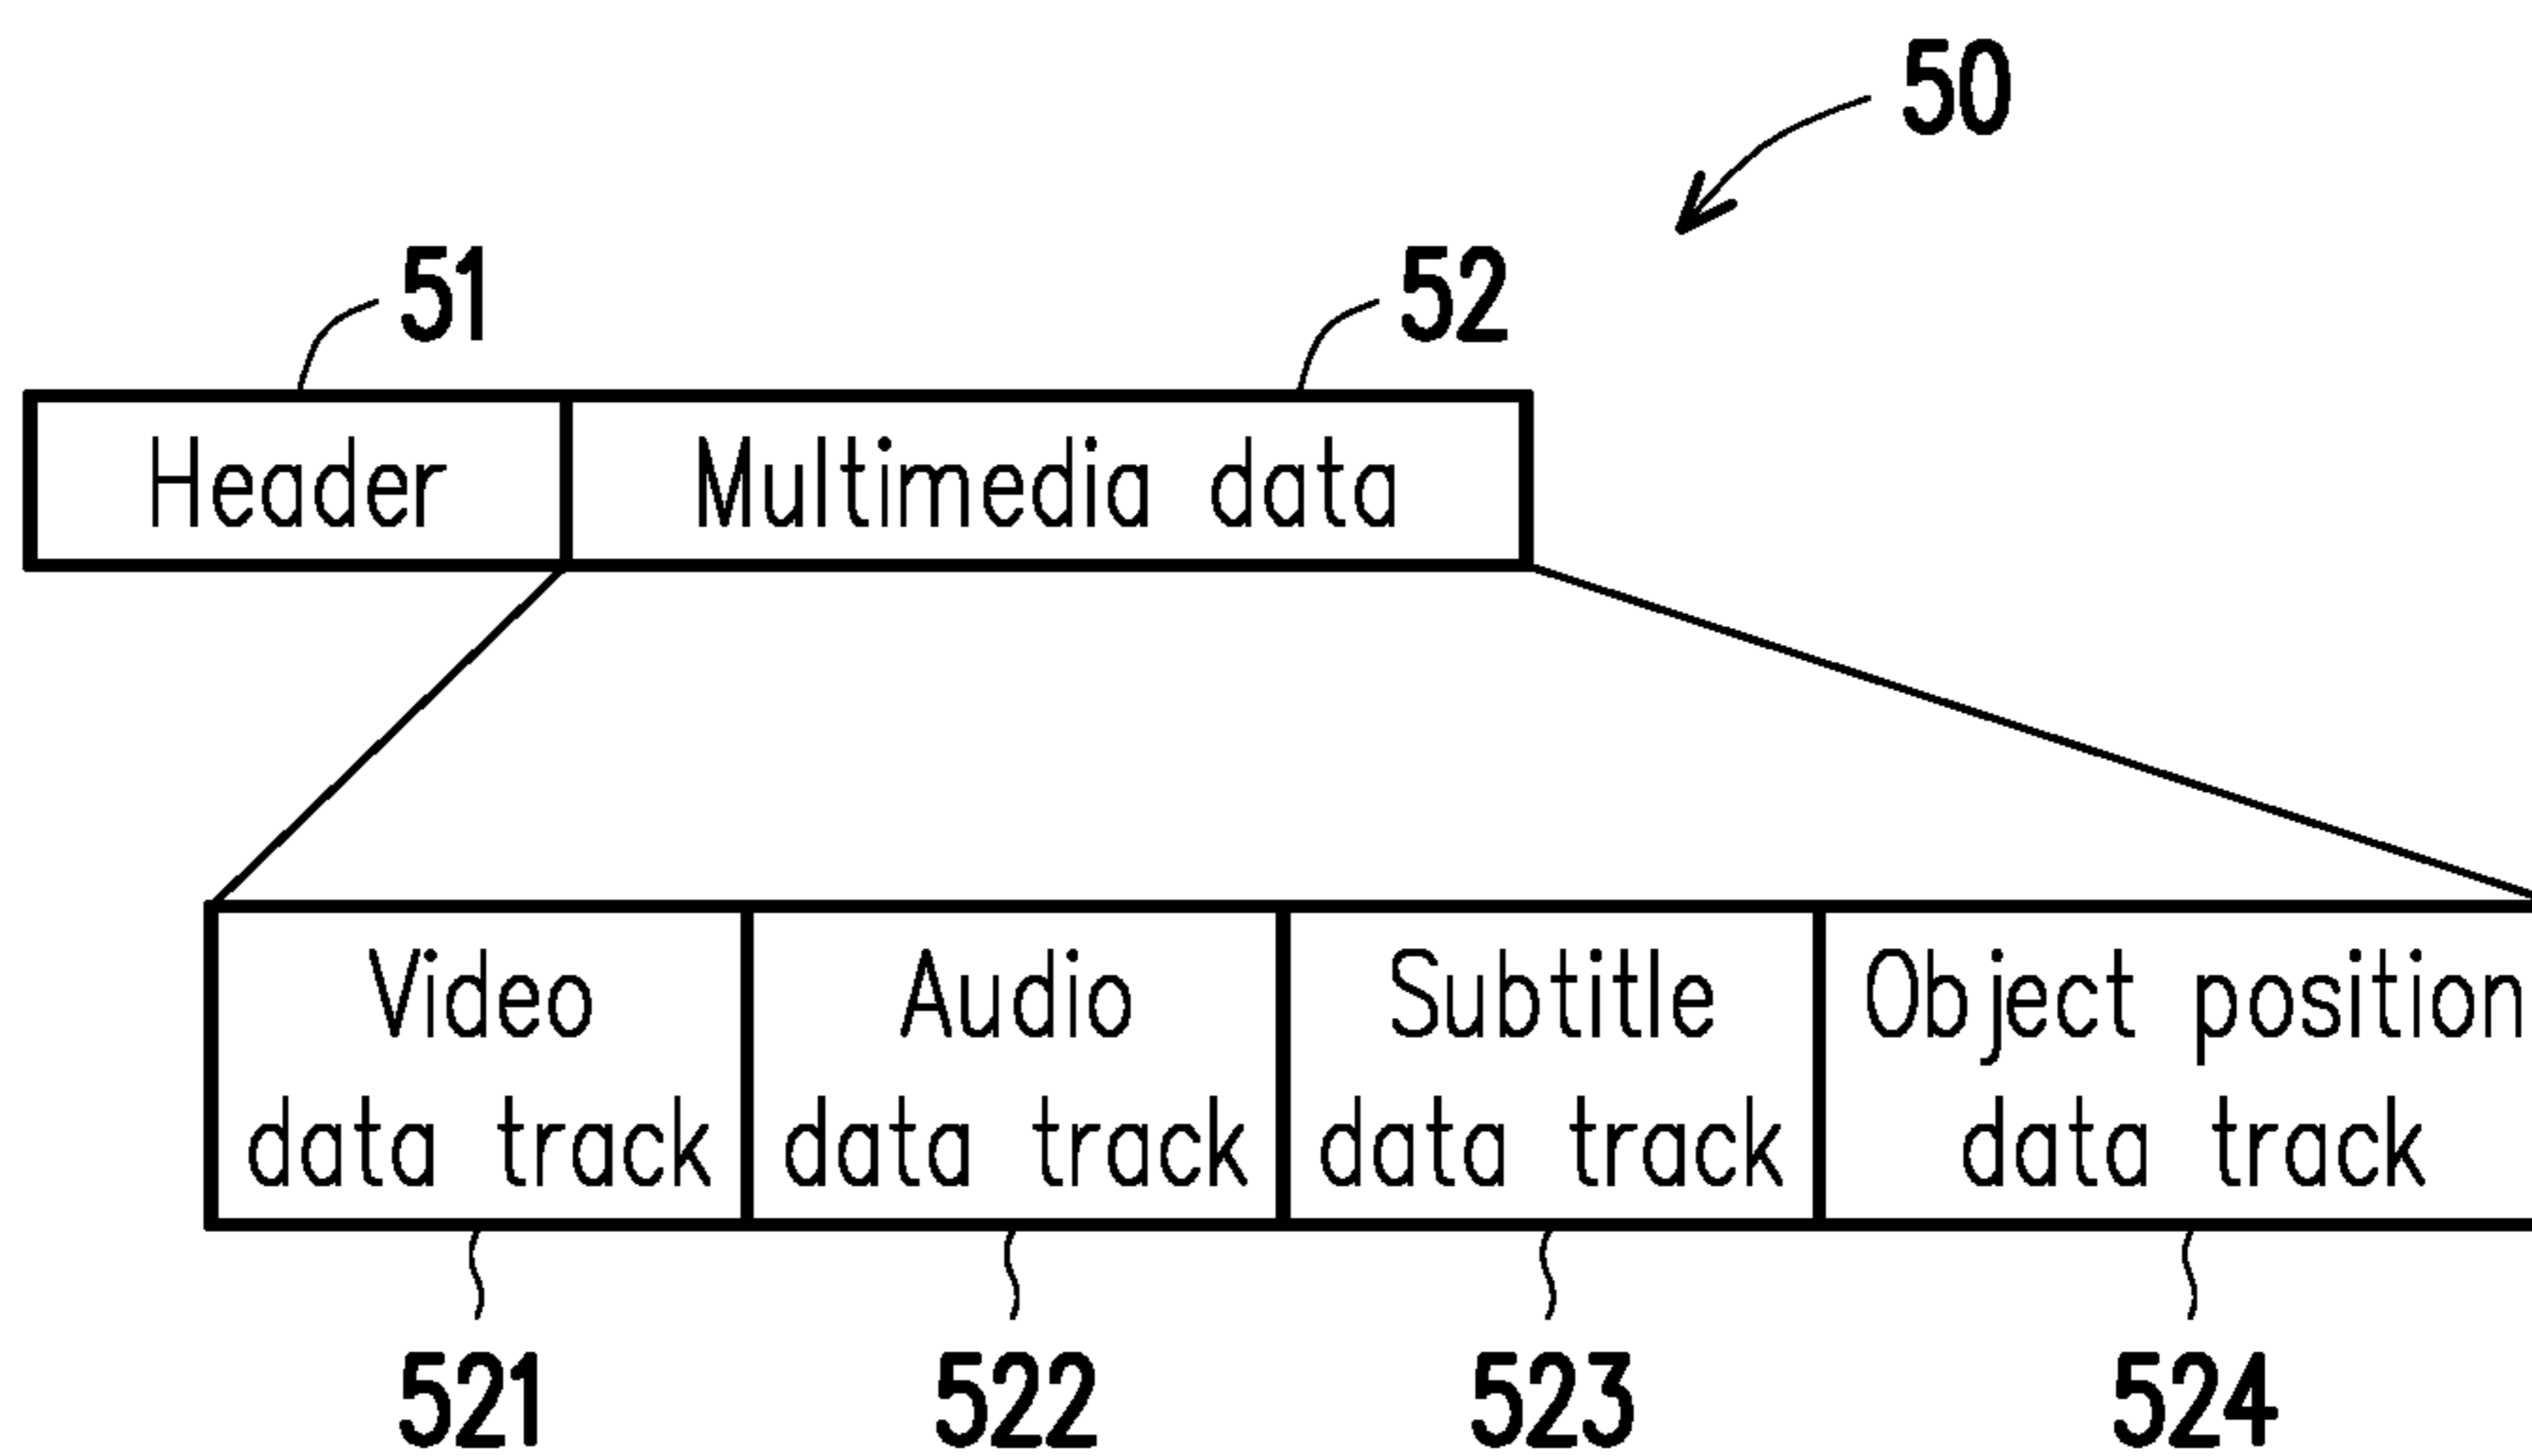 50
51
52
Header
Multimedia data
Video
data track
Audio
data track
Subtitle
data track
Object position
data track
521
522
523
524